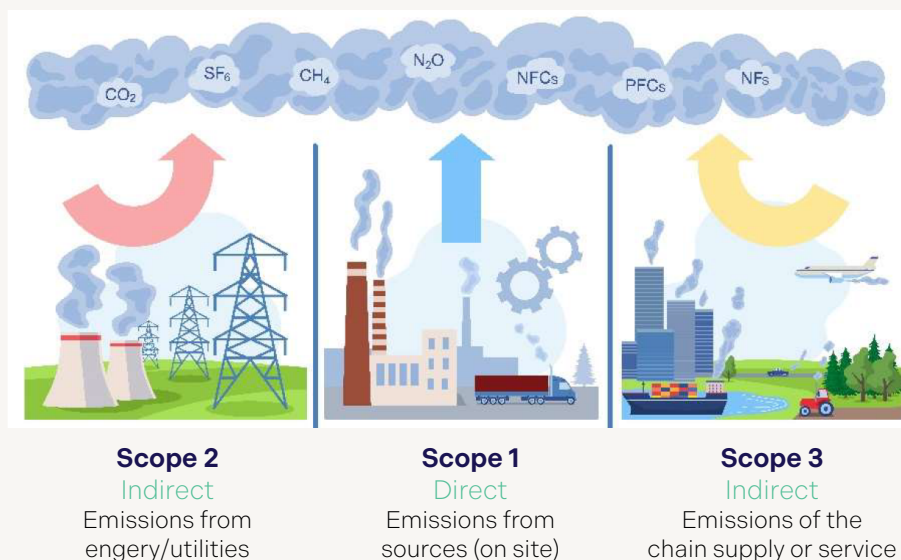 CO₂
SF₆
CH₄
N₂O
NFCs
PFCs
NFs
Scope 2
Indirect
Emissions from
engery/utilities
Scope 1
Direct
Emissions from
sources (on site)
Scope 3
Indirect
Emissions of the
chain supply or service